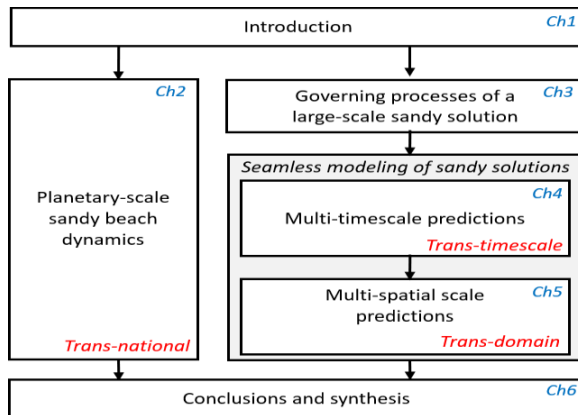 Ch1
Introduction
Ch2
Planetary-scale
sandy beach
dynamics
Trans-national
Ch3
Governing processes of a
large-scale sandy solution
Seamless modeling of sandy solutions
Ch4
Multi-timescale predictions
Trans-timescale
Ch5
Multi-spatial scale
predictions
Trans-domain
Ch6
Conclusions and synthesis